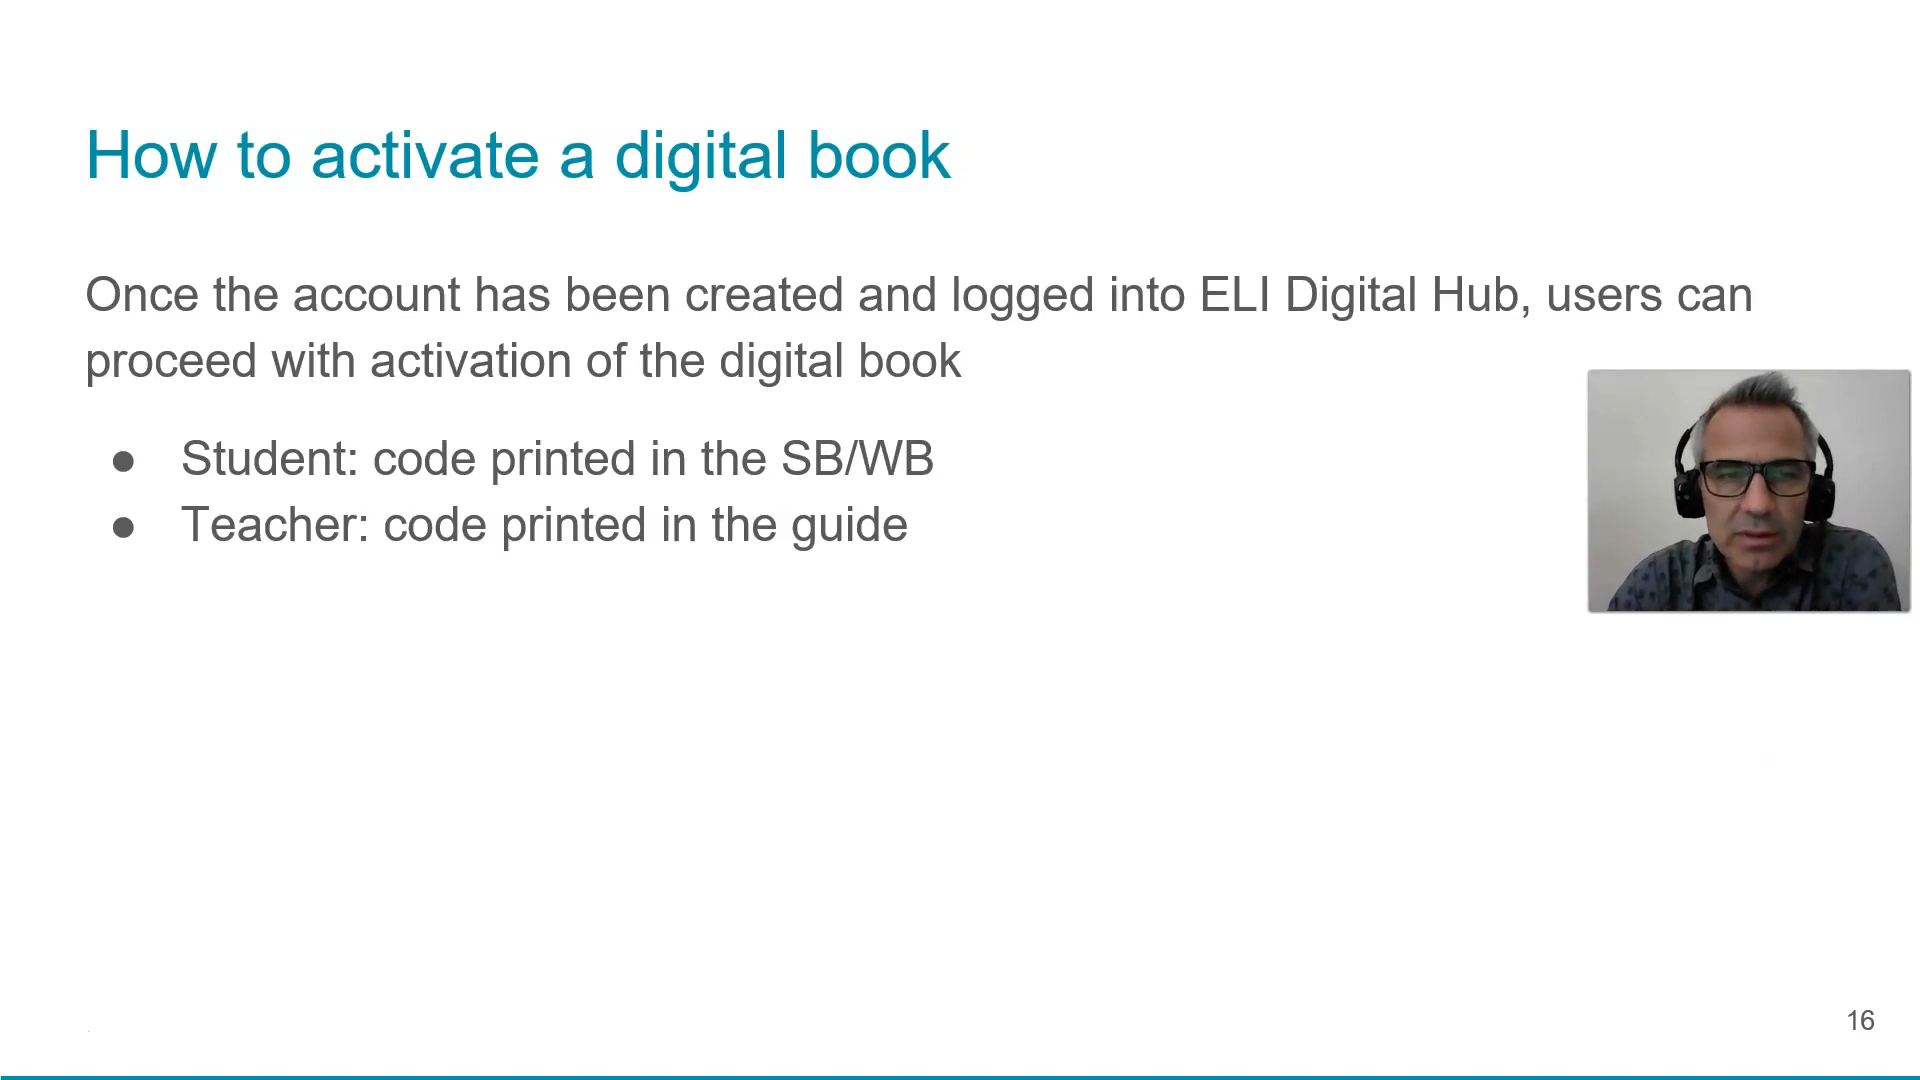 How to activate a digital book
Once the account has been created and logged into ELI Digital Hub, users can
proceed with activation of the digital book
● Student: code printed in the SB/WB
● Teacher: code printed in the guide
16